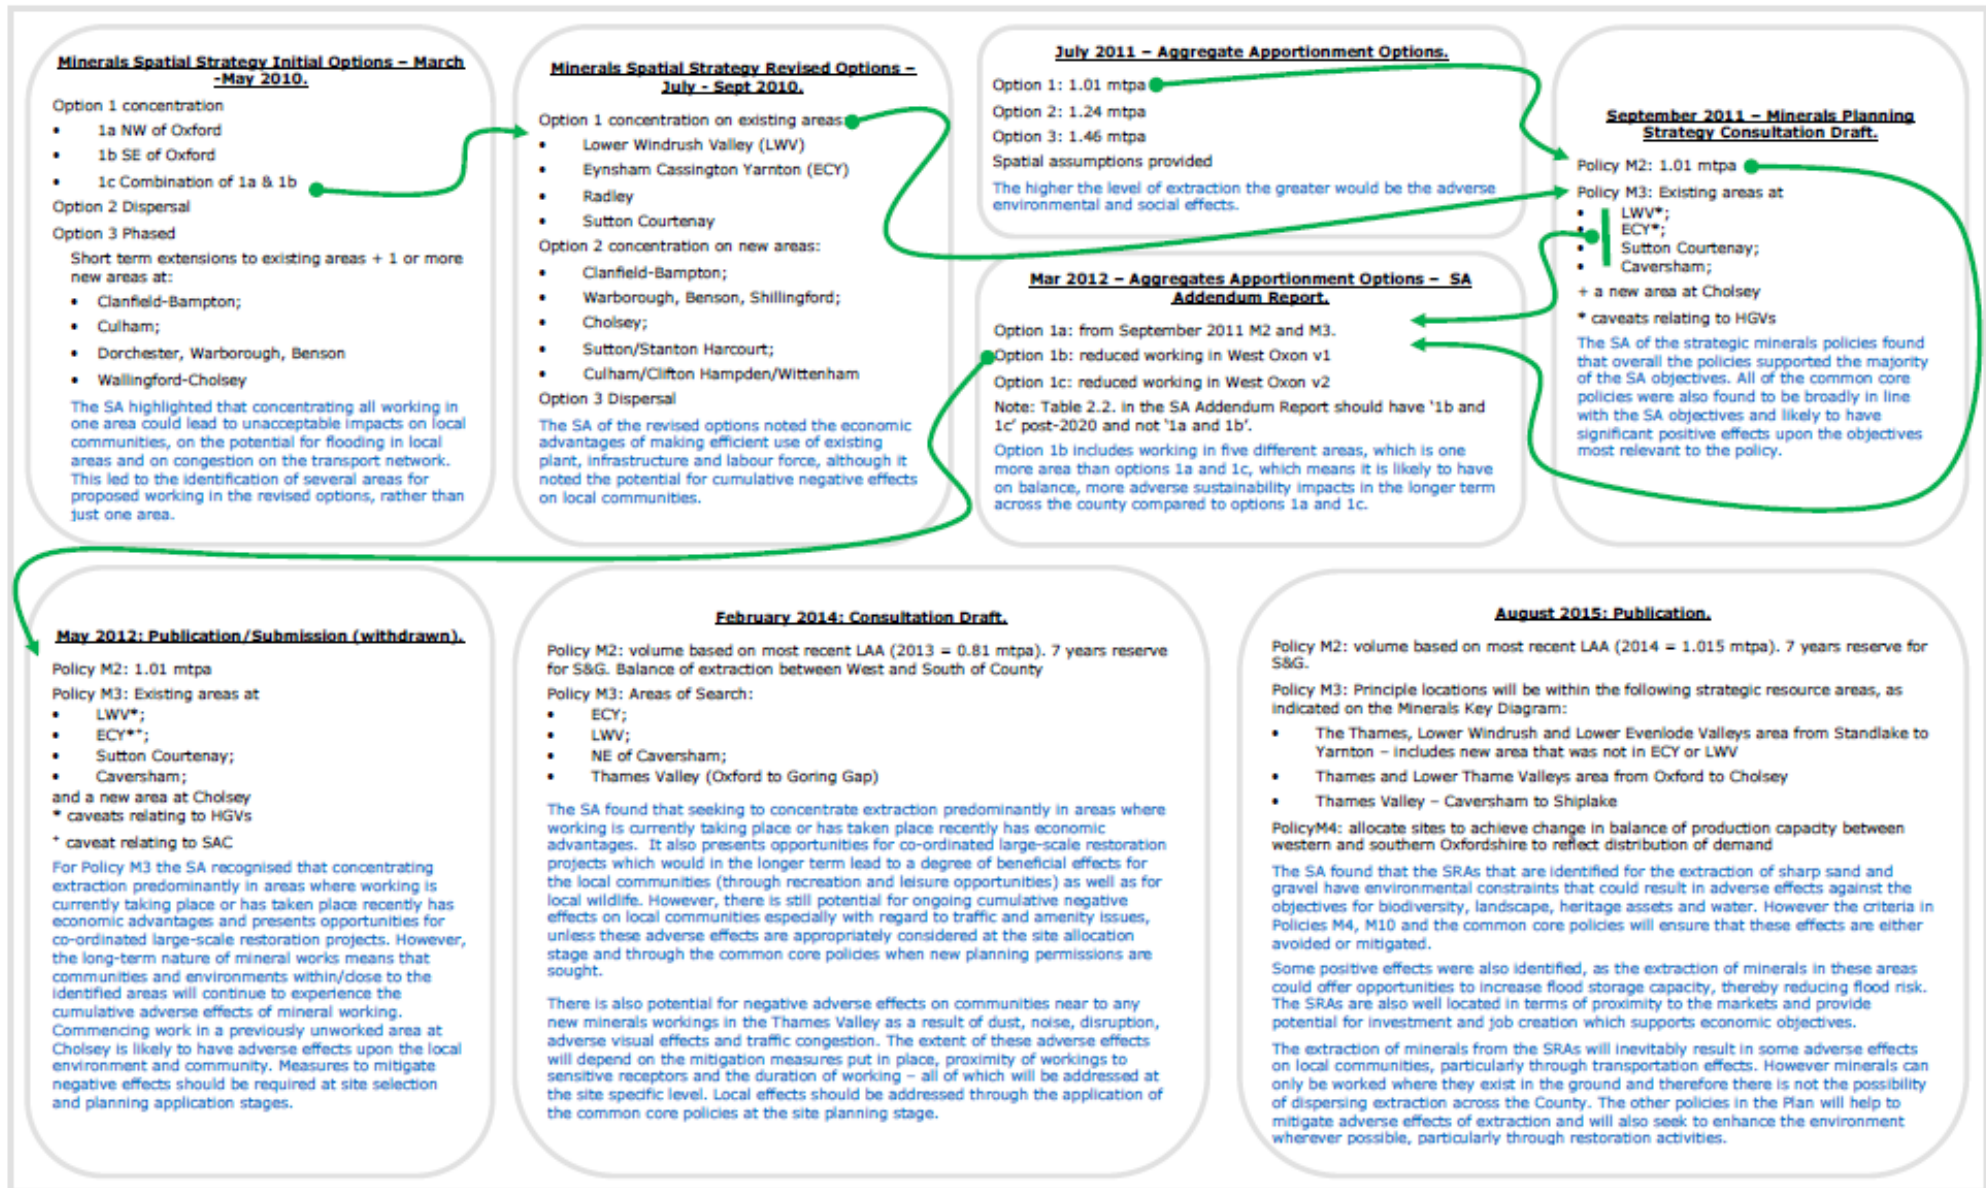 Minerals Spatial Strategy Initial Options – March
-May 2010.
Option 1 concentration
• 1a NW of Oxford
• 1b SE of Oxford
• 1c Combination of 1a & 1b
Option 2 Dispersal
Option 3 Phased
Short term extensions to existing areas + 1 or more
new areas at:
• Clanfield-Bampton;
• Culham;
• Dorchester, Warborough, Benson
• Wallingford-Cholsey
The SA highlighted that concentrating all working in
one area could lead to unacceptable impacts on local
communities, on the potential for flooding in local
areas and on congestion on the transport network.
This led to the identification of several areas for
proposed working in the revised options, rather than
just one area.
Minerals Spatial Strategy Revised Options –
July - Sept 2010.
Option 1 concentration on existing areas:
• Lower Windrush Valley (LWV)
• Eynsham Cassington Yarnton (ECY)
• Radley
• Sutton Courtenay
Option 2 concentration on new areas:
• Clanfield-Bampton;
• Warborough, Benson, Shillingford;
• Cholsey;
• Sutton/Stanton Harcourt;
• Culham/Clifton Hampden/Wittenham
Option 3 Dispersal
The SA of the revised options noted the economic
advantages of making efficient use of existing
plant, infrastructure and labour force, although it
noted the potential for cumulative negative effects
on local communities.
July 2011 – Aggregate Apportionment Options.
Option 1: 1.01 mtpa
Option 2: 1.24 mtpa
Option 3: 1.46 mtpa
Spatial assumptions provided
The higher the level of extraction the greater would be the adverse
environmental and social effects.
Mar 2012 – Aggregates Apportionment Options – SA
Addendum Report.
Option 1a: from September 2011 M2 and M3.
Option 1b: reduced working in West Oxon v1
Option 1c: reduced working in West Oxon v2
Note: Table 2.2. in the SA Addendum Report should have '1b and
1c' post-2020 and not '1a and 1b'.
Option 1b includes working in five different areas, which is one
more area than options 1a and 1c, which means it is likely to have
on balance, more adverse sustainability impacts in the longer term
across the county compared to options 1a and 1c.
September 2011 – Minerals Planning
Strategy Consultation Draft.
Policy M2: 1.01 mtpa
Policy M3: Existing areas at
• LWV*;
• ECY*;
• Sutton Courtenay;
• Caversham;
+ a new area at Cholsey
* caveats relating to HGVs
The SA of the strategic minerals policies found
that overall the policies supported the majority
of the SA objectives. All of the common core
policies were also found to be broadly in line
with the SA objectives and likely to have
significant positive effects upon the objectives
most relevant to the policy.
May 2012: Publication/Submission (withdrawn).
Policy M2: 1.01 mtpa
Policy M3: Existing areas at
• LWV*;
• ECY*⁺;
• Sutton Courtenay;
• Caversham;
and a new area at Cholsey
* caveats relating to HGVs
⁺ caveat relating to SAC
For Policy M3 the SA recognised that concentrating
extraction predominantly in areas where working is
currently taking place or has taken place recently has
economic advantages and presents opportunities for
co-ordinated large-scale restoration projects. However,
the long-term nature of mineral works means that
communities and environments within/close to the
identified areas will continue to experience the
cumulative adverse effects of mineral working.
Commencing work in a previously unworked area at
Cholsey is likely to have adverse effects upon the local
environment and community. Measures to mitigate
negative effects should be required at site selection
and planning application stages.
February 2014: Consultation Draft.
Policy M2: volume based on most recent LAA (2013 = 0.81 mtpa). 7 years reserve
for S&G. Balance of extraction between West and South of County
Policy M3: Areas of Search:
• ECY;
• LWV;
• NE of Caversham;
• Thames Valley (Oxford to Goring Gap)
The SA found that seeking to concentrate extraction predominantly in areas where
working is currently taking place or has taken place recently has economic
advantages. It also presents opportunities for co-ordinated large-scale restoration
projects which would in the longer term lead to a degree of beneficial effects for
the local communities (through recreation and leisure opportunities) as well as for
local wildlife. However, there is still potential for ongoing cumulative negative
effects on local communities especially with regard to traffic and amenity issues,
unless these adverse effects are appropriately considered at the site allocation
stage and through the common core policies when new planning permissions are
sought.
There is also potential for negative adverse effects on communities near to any
new minerals workings in the Thames Valley as a result of dust, noise, disruption,
adverse visual effects and traffic congestion. The extent of these adverse effects
will depend on the mitigation measures put in place, proximity of workings to
sensitive receptors and the duration of working – all of which will be addressed at
the site specific level. Local effects should be addressed through the application of
the common core policies at the site planning stage.
August 2015: Publication.
Policy M2: volume based on most recent LAA (2014 = 1.015 mtpa). 7 years reserve for
S&G.
Policy M3: Principle locations will be within the following strategic resource areas, as
indicated on the Minerals Key Diagram:
• The Thames, Lower Windrush and Lower Evenlode Valleys area from Standlake to
Yarnton – includes new area that was not in ECY or LWV
• Thames and Lower Thame Valleys area from Oxford to Cholsey
• Thames Valley – Caversham to Shiplake
PolicyM4: allocate sites to achieve change in balance of production capacity between
western and southern Oxfordshire to reflect distribution of demand
The SA found that the SRAs that are identified for the extraction of sharp sand and
gravel have environmental constraints that could result in adverse effects against the
objectives for biodiversity, landscape, heritage assets and water. However the criteria in
Policies M4, M10 and the common core policies will ensure that these effects are either
avoided or mitigated.
Some positive effects were also identified, as the extraction of minerals in these areas
could offer opportunities to increase flood storage capacity, thereby reducing flood risk.
The SRAs are also well located in terms of proximity to the markets and provide
potential for investment and job creation which supports economic objectives.
The extraction of minerals from the SRAs will inevitably result in some adverse effects
on local communities, particularly through transportation effects. However minerals can
only be worked where they exist in the ground and therefore there is not the possibility
of dispersing extraction across the County. The other policies in the Plan will help to
mitigate adverse effects of extraction and will also seek to enhance the environment
wherever possible, particularly through restoration activities.